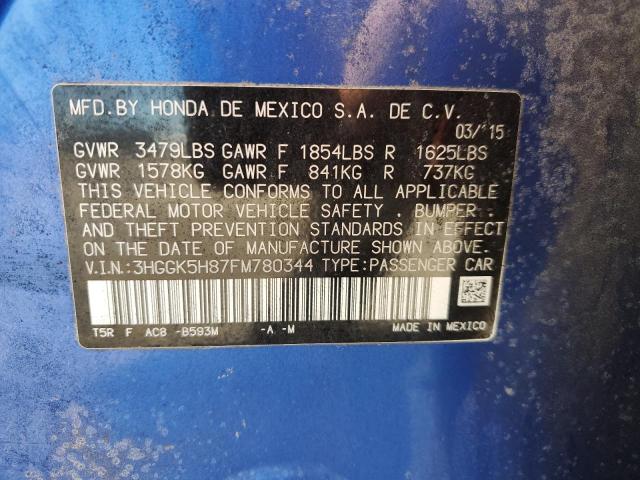 MFD.BY HONDA DE MEXICO S.A. DE C.V.
03/15
GVWR 3479LBS GAWR F 1854LBS R 1625LBS
GVWR 1578KG GAWR F 841KG R 737KG
THIS VEHICLE CONFORMS TO ALL APPLICABLE
FEDERAL MOTOR VEHICLE SAFETY . BUMPER .
AND THEFT PREVENTION STANDARDS IN EFFECT
ON THE DATE OF MANUFACTURE SHOWN ABOVE.
V.I.N.:3HGGK5H87FM780344 TYPE:PASSENGER CAR
T5R F AC8 -B593M -A -M MADE IN MEXICO